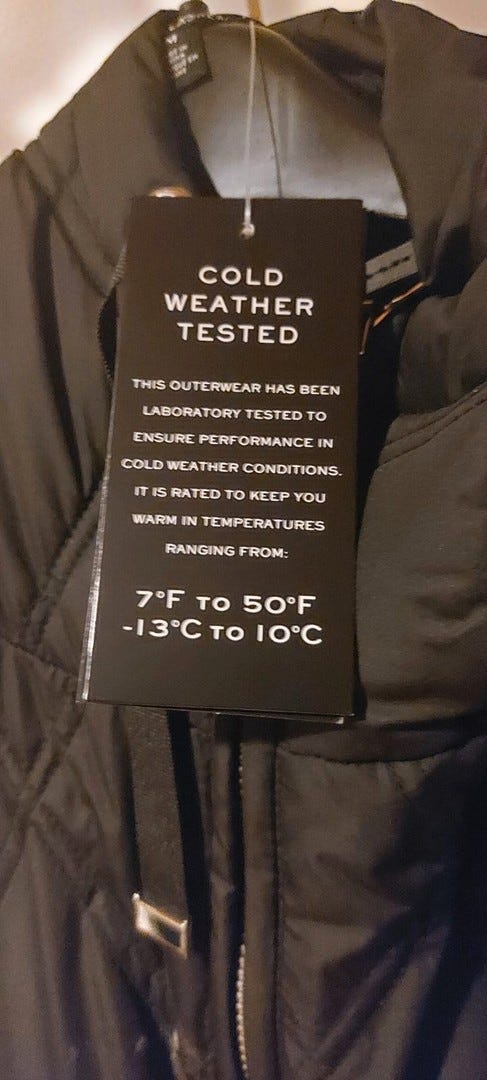 COLD
WEATHER
TESTED
THIS OUTERWEAR HAS BEEN
LABORATORY TESTED TO
ENSURE PERFORMANCE IN
COLD WEATHER CONDITIONS.
IT IS RATED TO KEEP YOU
WARM IN TEMPERATURES
RANGING FROM:
7°F TO 50°F
-13°C TO 10°C